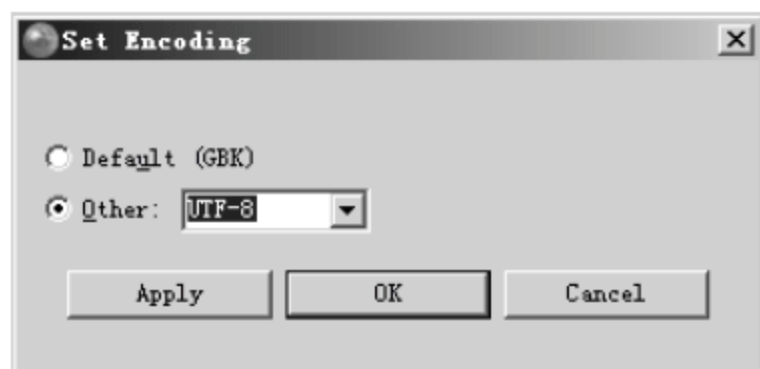 Set Encoding
Default (GBK)
Other: UTF-8
Apply OK Cancel